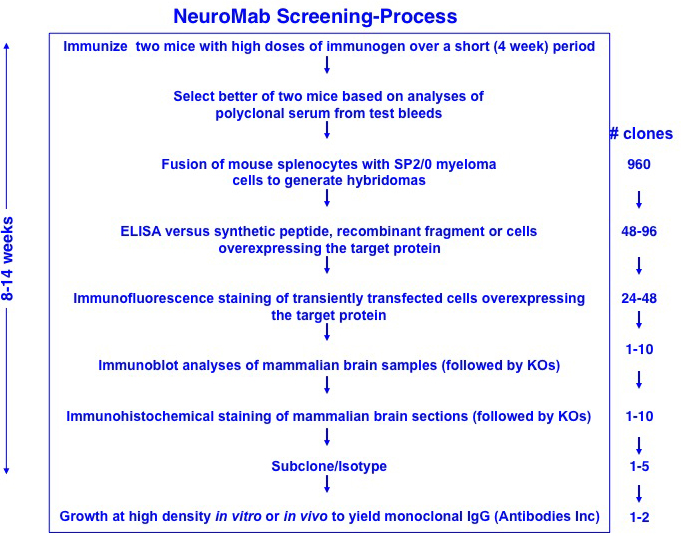 NeuroMab Screening-Process
Immunize two mice with high doses of immunogen over a short (4 week) period
Select better of two mice based on analyses of
polyclonal serum from test bleeds
# clones
Fusion of mouse splenocytes with SP2/0 myeloma
cells to generate hybridomas
960
ELISA versus synthetic peptide, recombinant fragment or cells
overexpressing the target protein
48-96
8-14 weeks
Immunofluorescence staining of transiently transfected cells overexpressing
the target protein
24-48
1-10
Immunoblot analyses of mammalian brain samples (followed by KOs)
Immunohistochemical staining of mammalian brain sections (followed by KOs)
1-10
Subclone/Isotype
1-5
Growth at high density in vitro or in vivo to yield monoclonal IgG (Antibodies Inc)
1-2